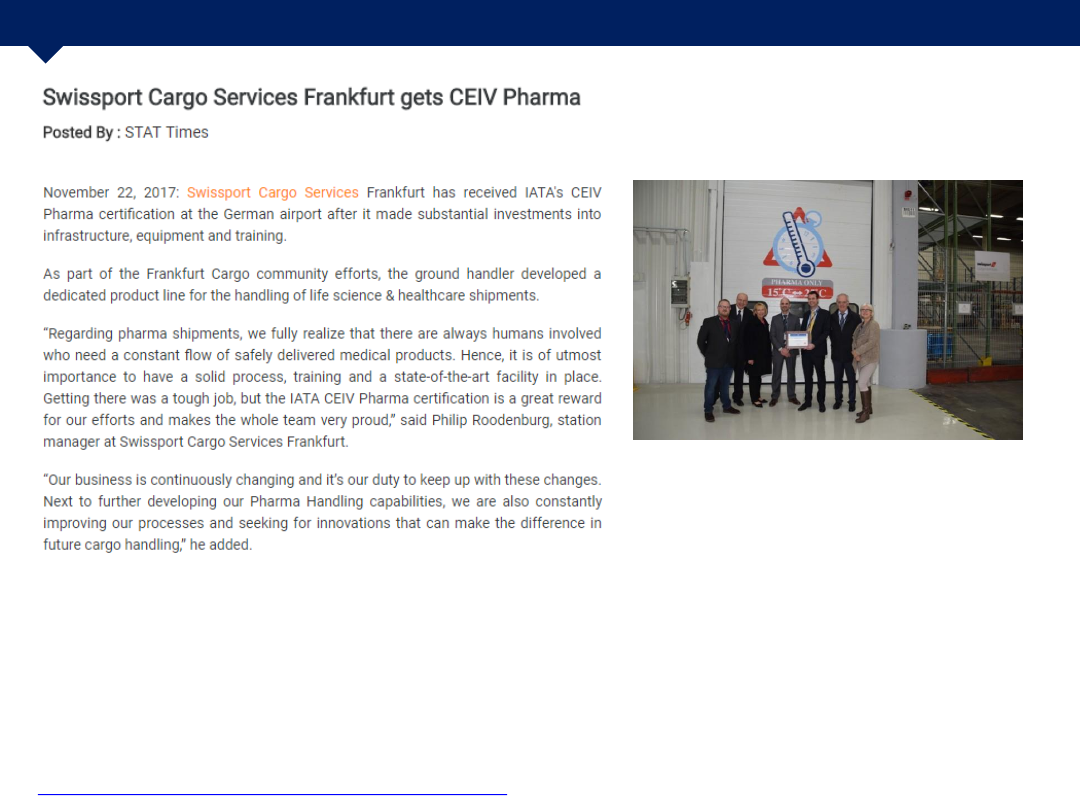 Swissport Cargo Services Frankfurt gets CEIV Pharma
Posted By : STAT Times
November 22, 2017: Swissport Cargo Services Frankfurt has received IATA's CEIV
Pharma certification at the German airport after it made substantial investments into
infrastructure, equipment and training.
As part of the Frankfurt Cargo community efforts, the ground handler developed a
dedicated product line for the handling of life science & healthcare shipments.
“Regarding pharma shipments, we fully realize that there are always humans involved
who need a constant flow of safely delivered medical products. Hence, it is of utmost
importance to have a solid process, training and a state-of-the-art facility in place.
Getting there was a tough job, but the IATA CEIV Pharma certification is a great reward
for our efforts and makes the whole team very proud,” said Philip Roodenburg, station
manager at Swissport Cargo Services Frankfurt.
“Our business is continuously changing and it’s our duty to keep up with these changes.
Next to further developing our Pharma Handling capabilities, we are also constantly
improving our processes and seeking for innovations that can make the difference in
future cargo handling,” he added.
PHARMA ONLY